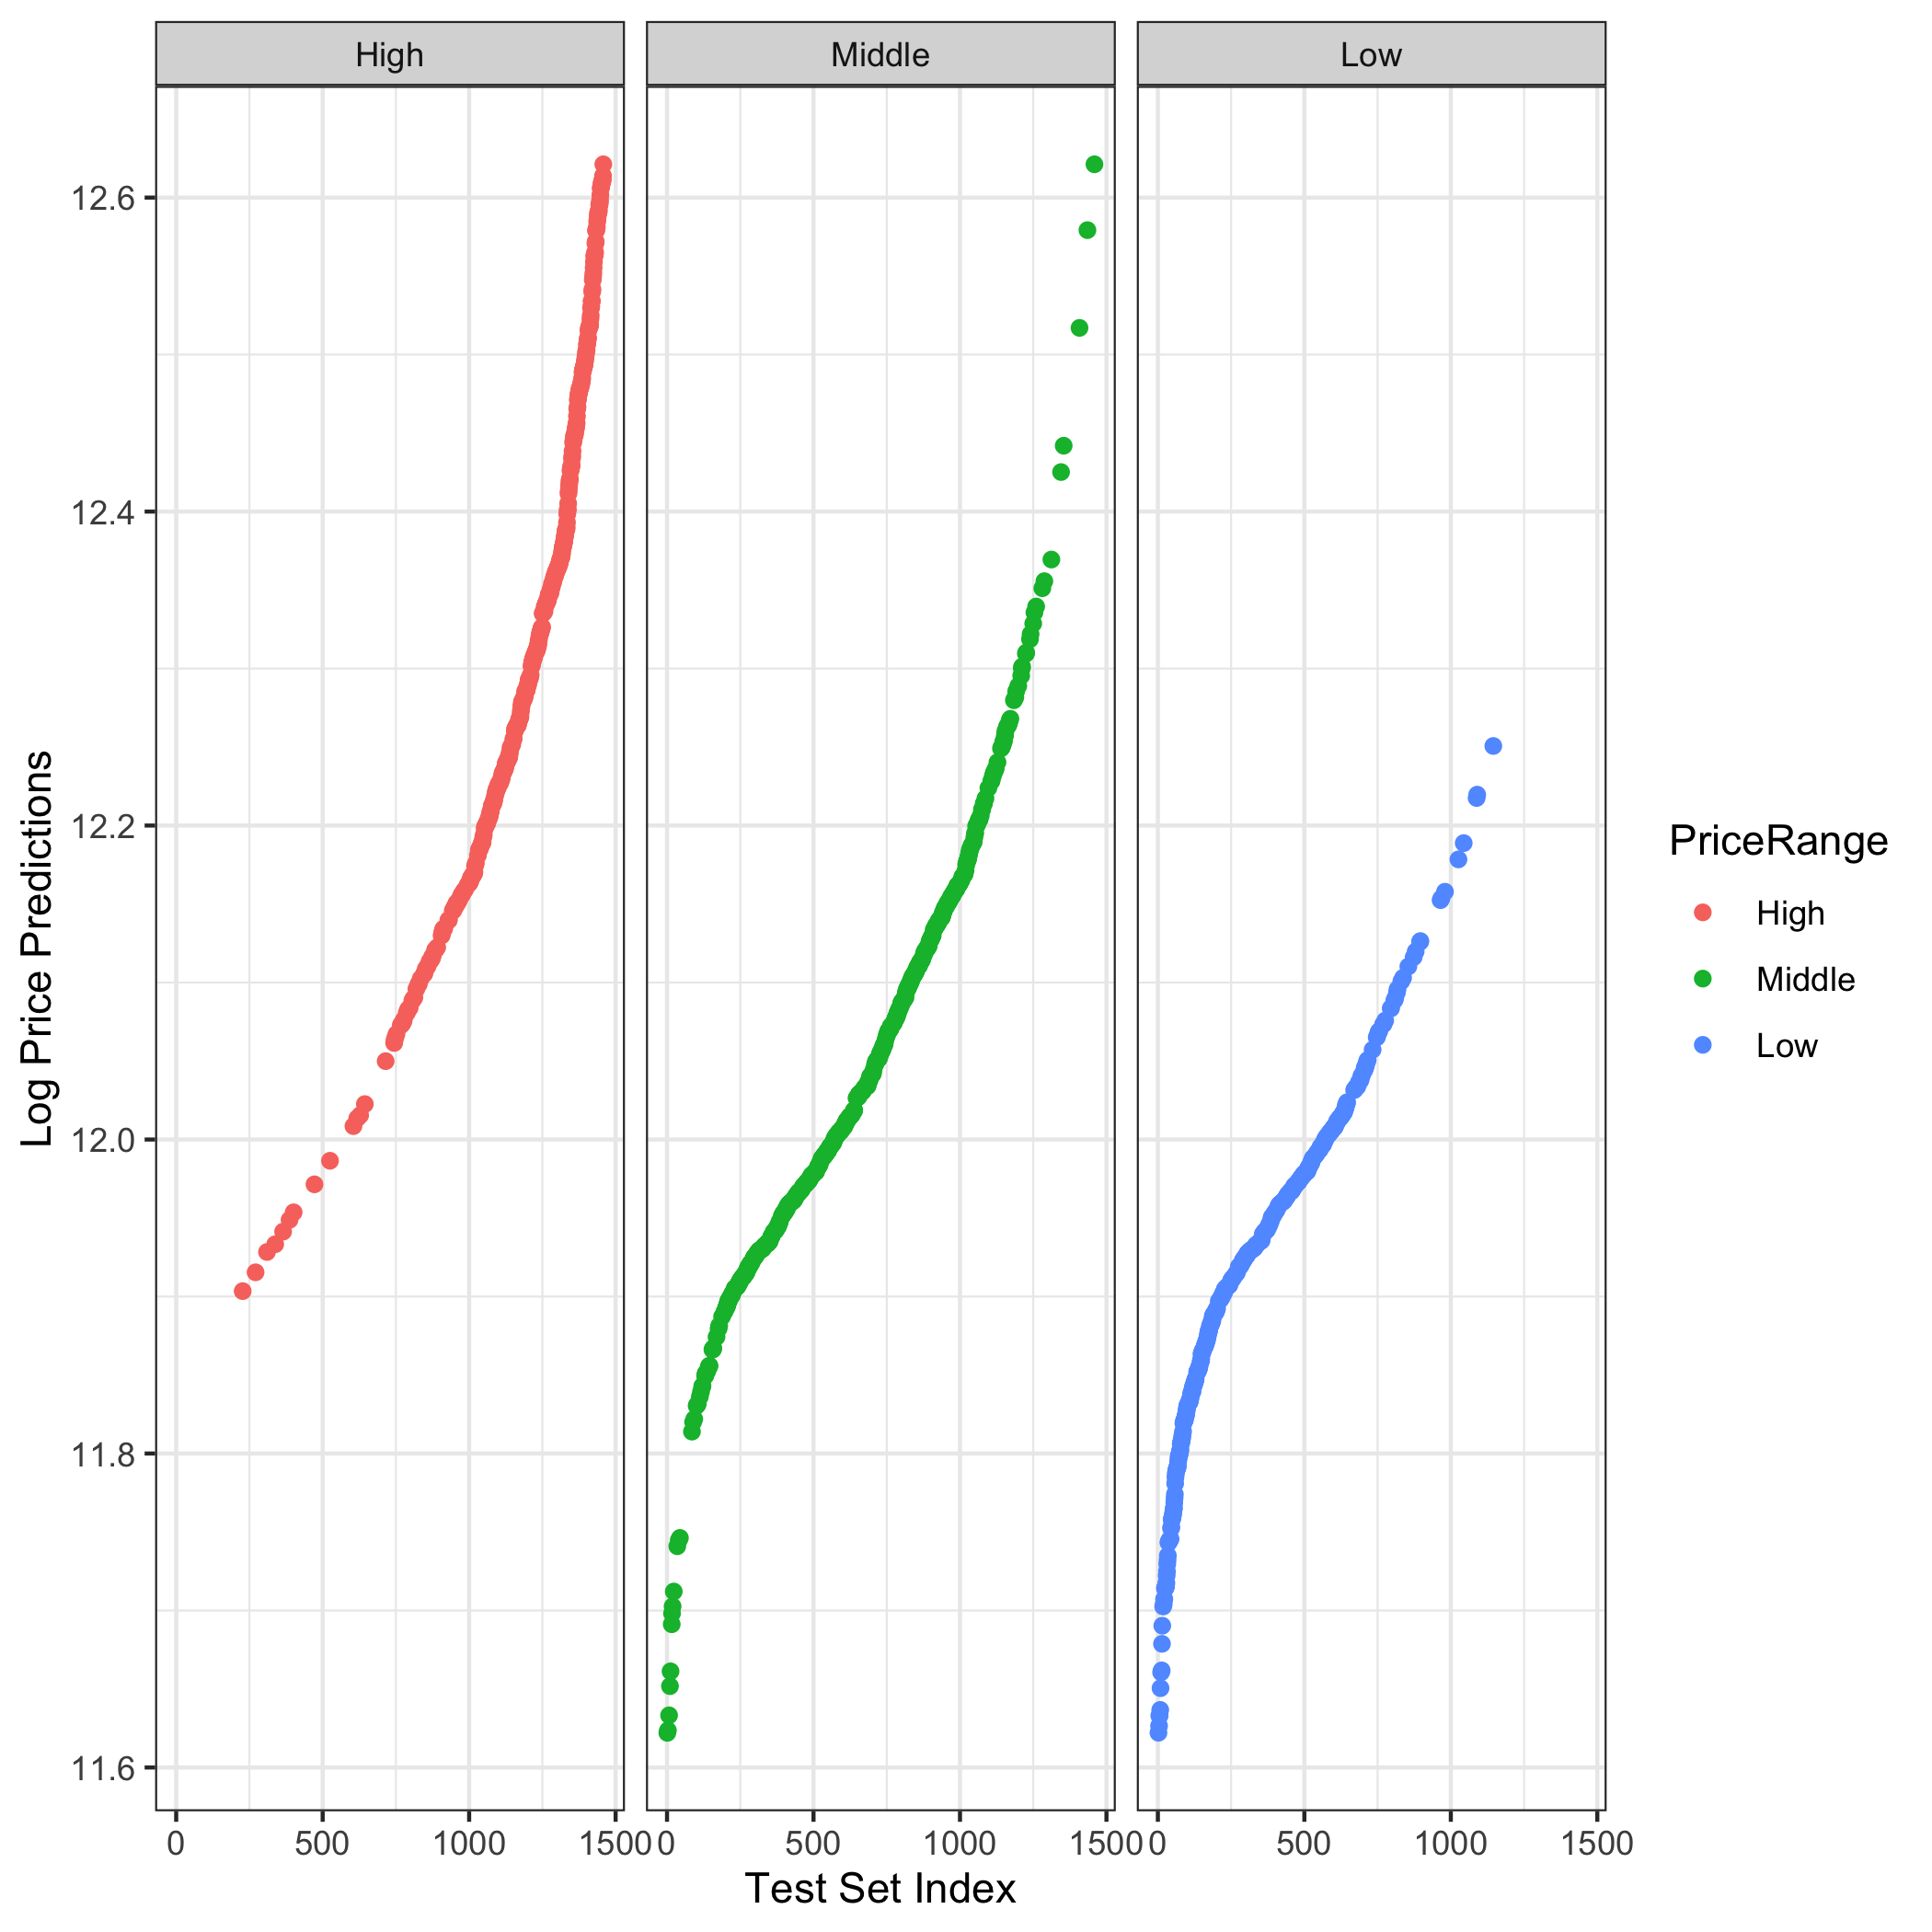 High Middle Low
12.6
12.4
12.2
12.0
11.8
11.6
Log Price Predictions
0 500 1000 1500 0 500 1000 1500 0 500 1000 1500
Test Set Index
PriceRange
High
Middle
Low